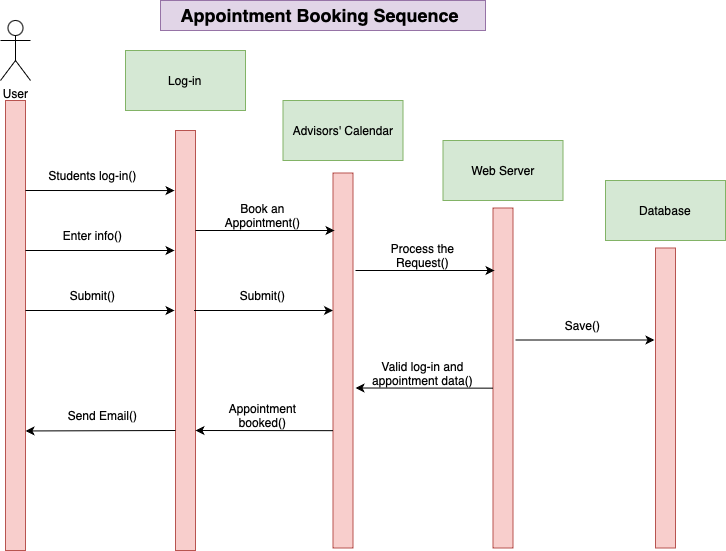 Appointment Booking Sequence
User
Log-in
Advisors' Calendar
Web Server
Database
Students log-in()
Book an
Appointment()
Enter info()
Process the
Request()
Submit()
Submit()
Save()
Valid log-in and
appointment data()
Send Email()
Appointment
booked()